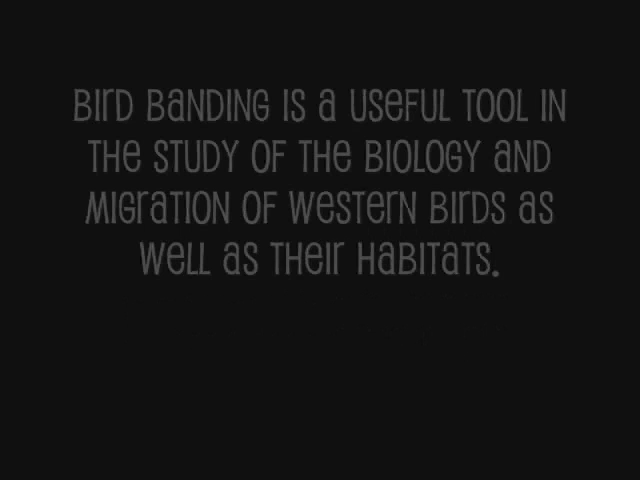 Bird banding is a useful tool in
the study of the biology and
migration of western birds as
well as their habitats.